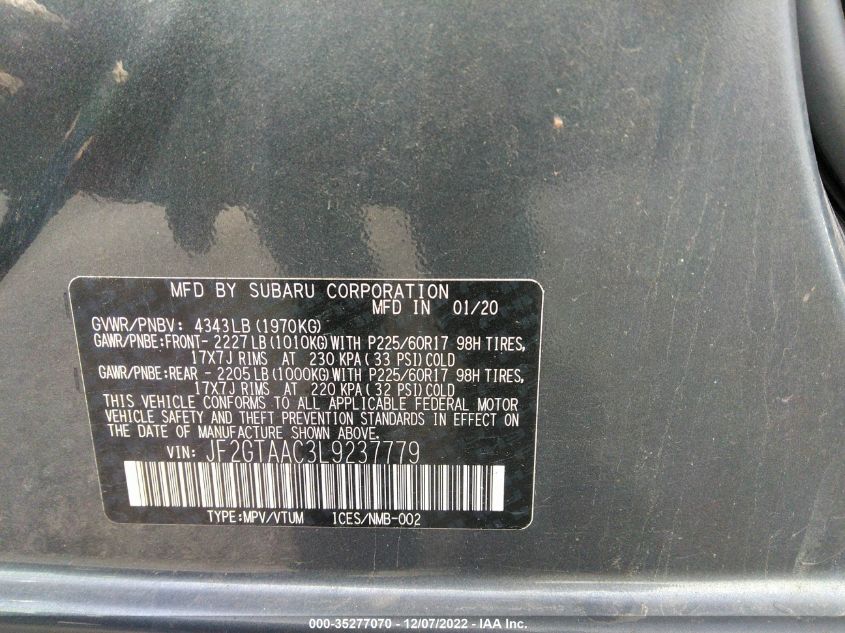 MFD BY SUBARU CORPORATION
MFD IN 01/20
GVWR/PNBV: 4343LB(1970KG)
GAWR/PNBE:FRONT- 2227LB(1010KG)WITH P225/60R17 98H TIRES,
17X7J RIMS AT 230 KPA(33 PSI)COLD
GAWR/PNBE:REAR - 2205LB(1000KG)WITH P225/60R17 98H TIRES,
17X7J RIMS AT 220 KPA(32 PSI)COLD
THIS VEHICLE CONFORMS TO ALL APPLICABLE FEDERAL MOTOR
VEHICLE SAFETY AND THEFT PREVENTION STANDARDS IN EFFECT ON
THE DATE OF MANUFACTURE SHOWN ABOVE.
VIN: JF2GTAAC3L9237779
TYPE:MPV/VTUM ICES/NMB-002
000-35277070 - 12/07/2022 - IAA Inc.